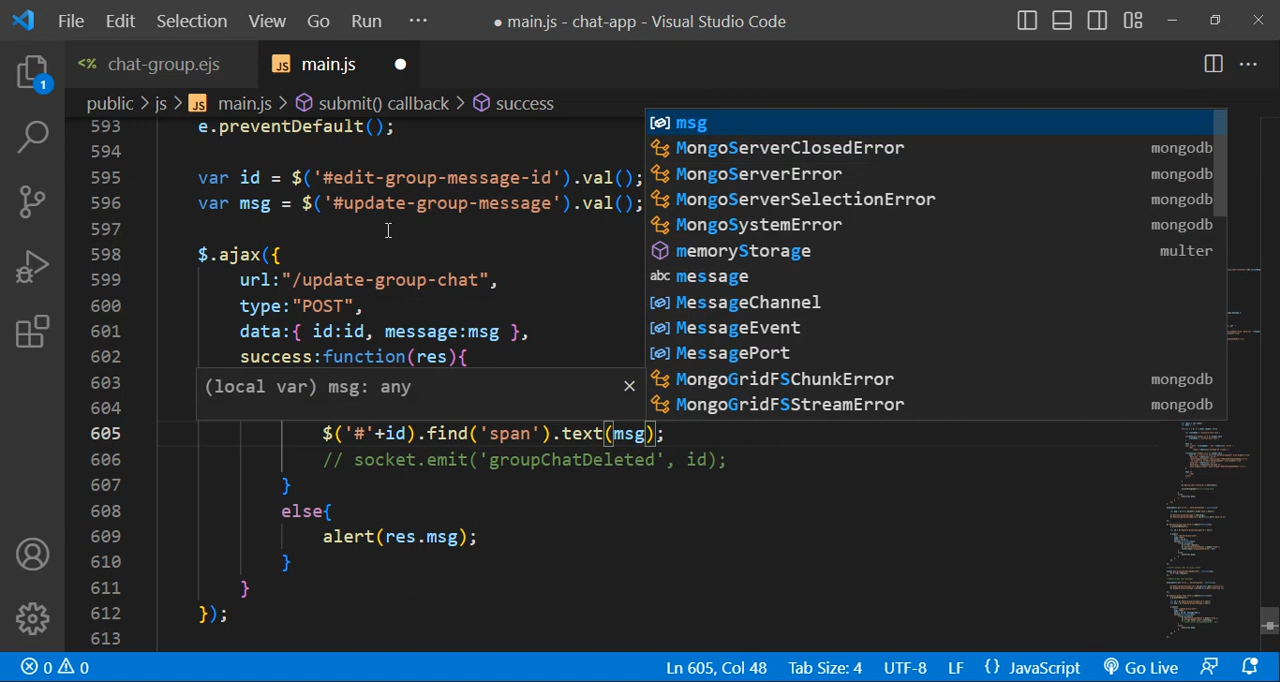 File Edit Selection View Go Run ··· ● main.js - chat-app - Visual Studio Code
<% chat-group.ejs JS main.js ●
public > js > JS main.js > submit() callback > success
593 e.preventDefault();
594
595 var id = $('#edit-group-message-id').val();
596 var msg = $('#update-group-message').val();
597
598 $.ajax({
599 url:"/update-group-chat",
600 type:"POST",
601 data:{ id:id, message:msg },
602 success:function(res){
603
604
(local var) msg: any
605 $('#'+id).find('span').text(msg);
606 // socket.emit('groupChatDeleted', id);
607 }
608 else{
609 alert(res.msg);
610 }
611 }
612 });
613
msg
MongoServerClosedError mongodb
MongoServerError mongodb
MongoServerSelectionError mongodb
MongoSystemError mongodb
memoryStorage multer
abc message
MessageChannel
MessageEvent
MessagePort
MongoGridFSChunkError mongodb
MongoGridFSStreamError mongodb
1
0 0 Ln 605, Col 48 Tab Size: 4 UTF-8 LF {} JavaScript Go Live